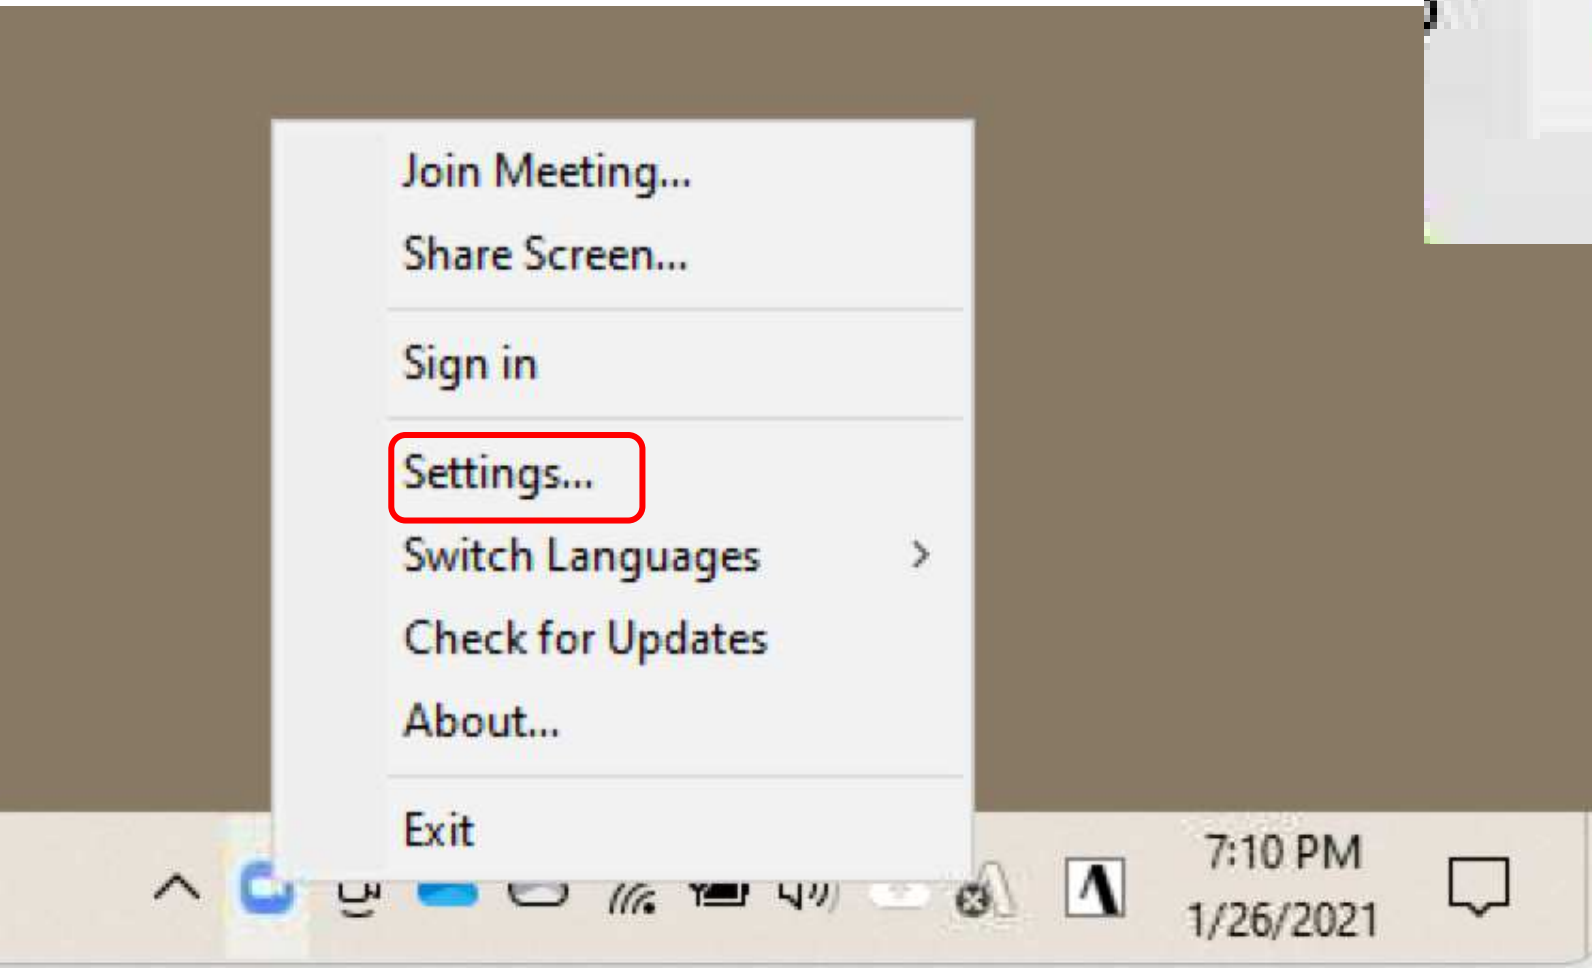 Join Meeting...
Share Screen...
Sign in
Settings...
Switch Languages
Check for Updates
About...
Exit
7:10 PM
A
1/26/2021